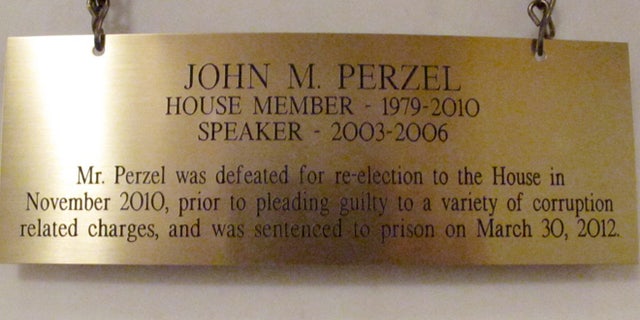 JOHN M. PERZEL
HOUSE MEMBER - 1979-2010
SPEAKER - 2003-2006
Mr. Perzel was defeated for re-election to the House in
November 2010, prior to pleading guilty to a variety of corruption
related charges, and was sentenced to prison on March 30, 2012.